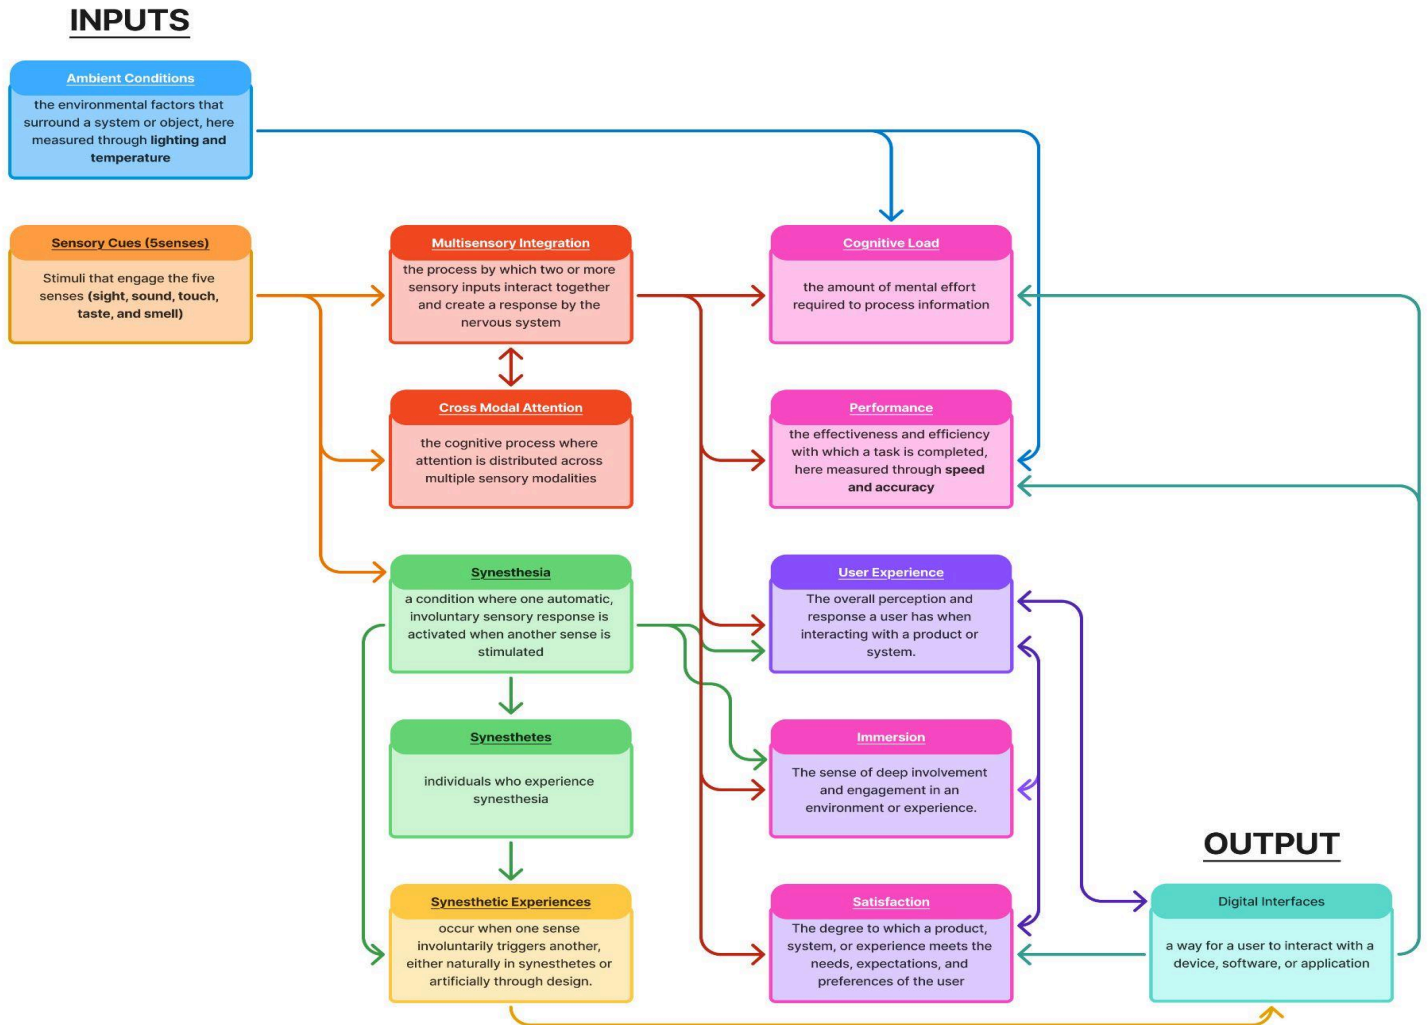 INPUTS
Ambient Conditions
the environmental factors that
surround a system or object, here
measured through lighting and
temperature
Sensory Cues (5senses)
Stimuli that engage the five
senses (sight, sound, touch,
taste, and smell)
Multisensory Integration
the process by which two or more
sensory inputs interact together
and create a response by the
nervous system
Cross Modal Attention
the cognitive process where
attention is distributed across
multiple sensory modalities
Synesthesia
a condition where one automatic,
involuntary sensory response is
activated when another sense is
stimulated
Synesthetes
individuals who experience
synesthesia
Synesthetic Experiences
occur when one sense
involuntarily triggers another,
either naturally in synesthetes or
artificially through design.
Cognitive Load
the amount of mental effort
required to process information
Performance
the effectiveness and efficiency
with which a task is completed,
here measured through speed
and accuracy
User Experience
The overall perception and
response a user has when
interacting with a product or
system.
Immersion
The sense of deep involvement
and engagement in an
environment or experience.
Satisfaction
The degree to which a product,
system, or experience meets the
needs, expectations, and
preferences of the user
OUTPUT
Digital Interfaces
a way for a user to interact with a
device, software, or application